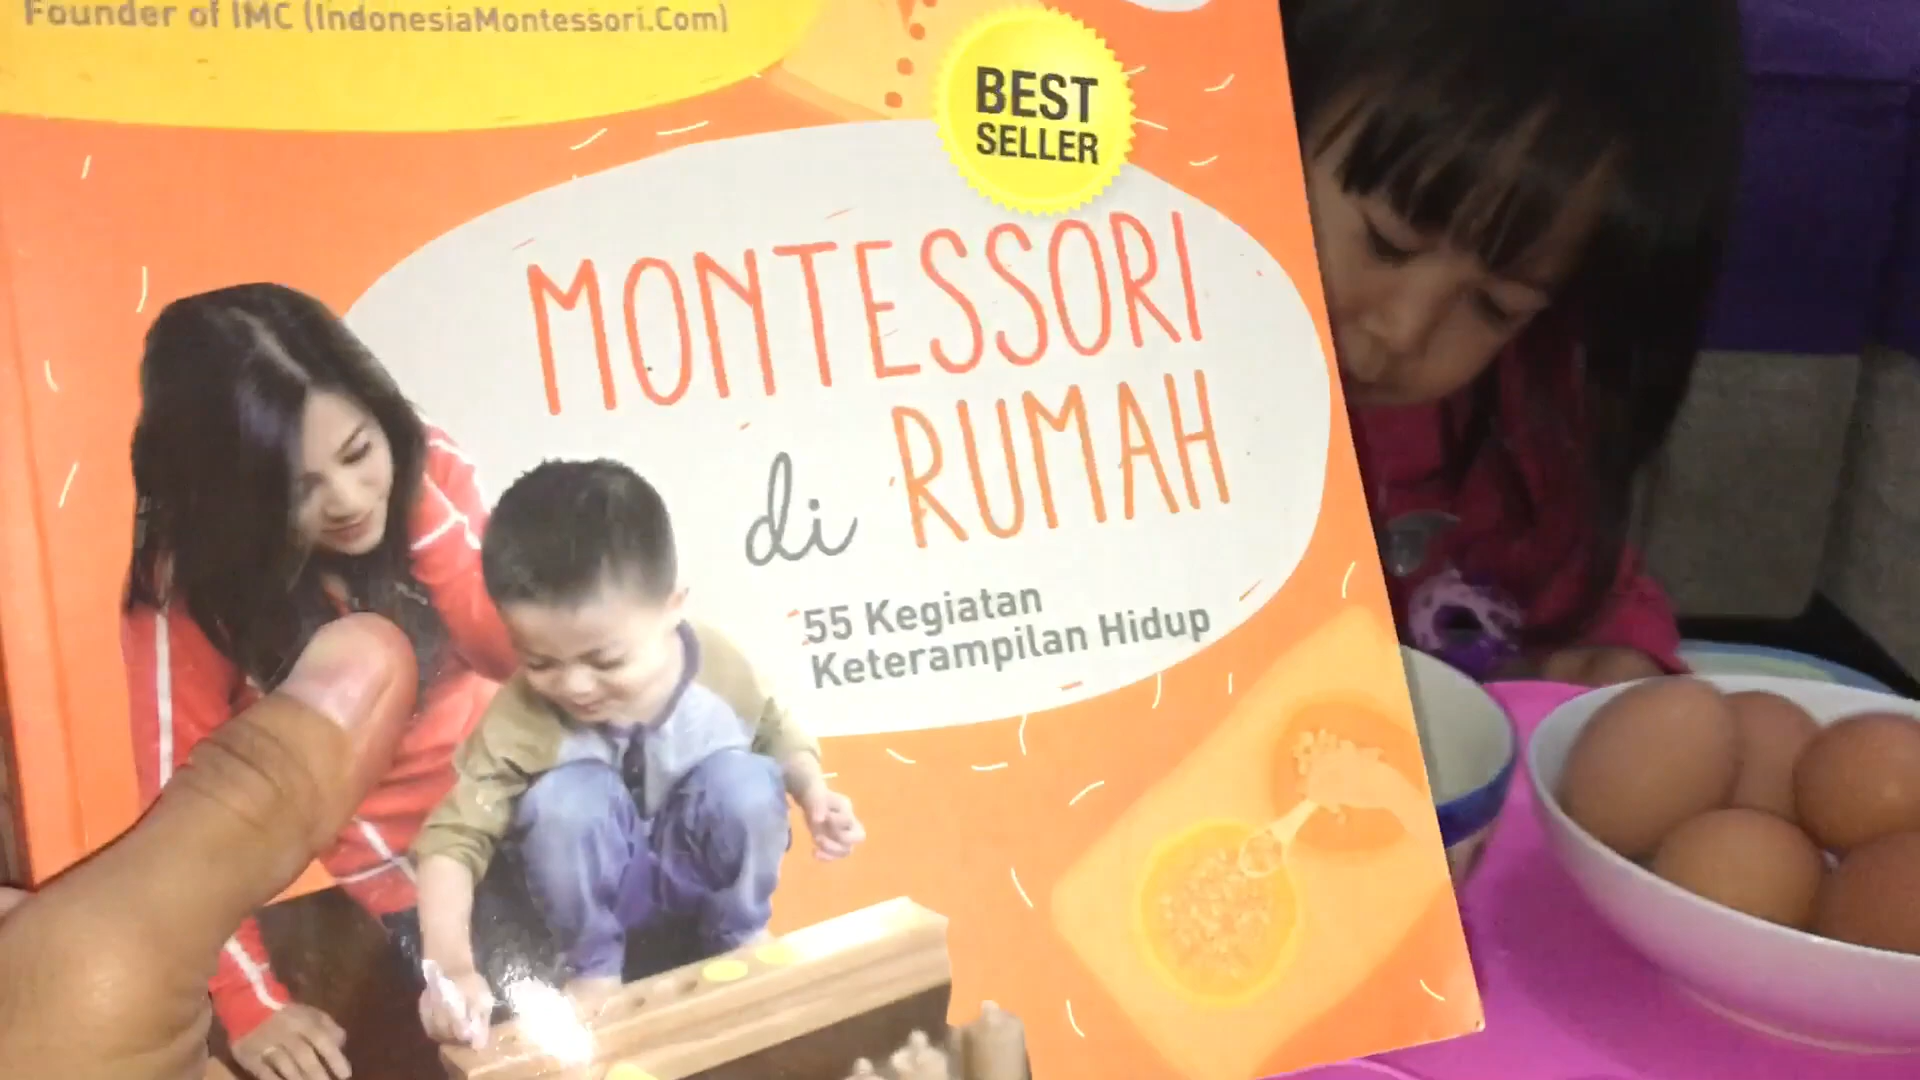 Founder of IMC (IndonesiaMontessori.Com)
BEST
SELLER
MONTESSORI
di RUMAH
55 Kegiatan
Keterampilan Hidup